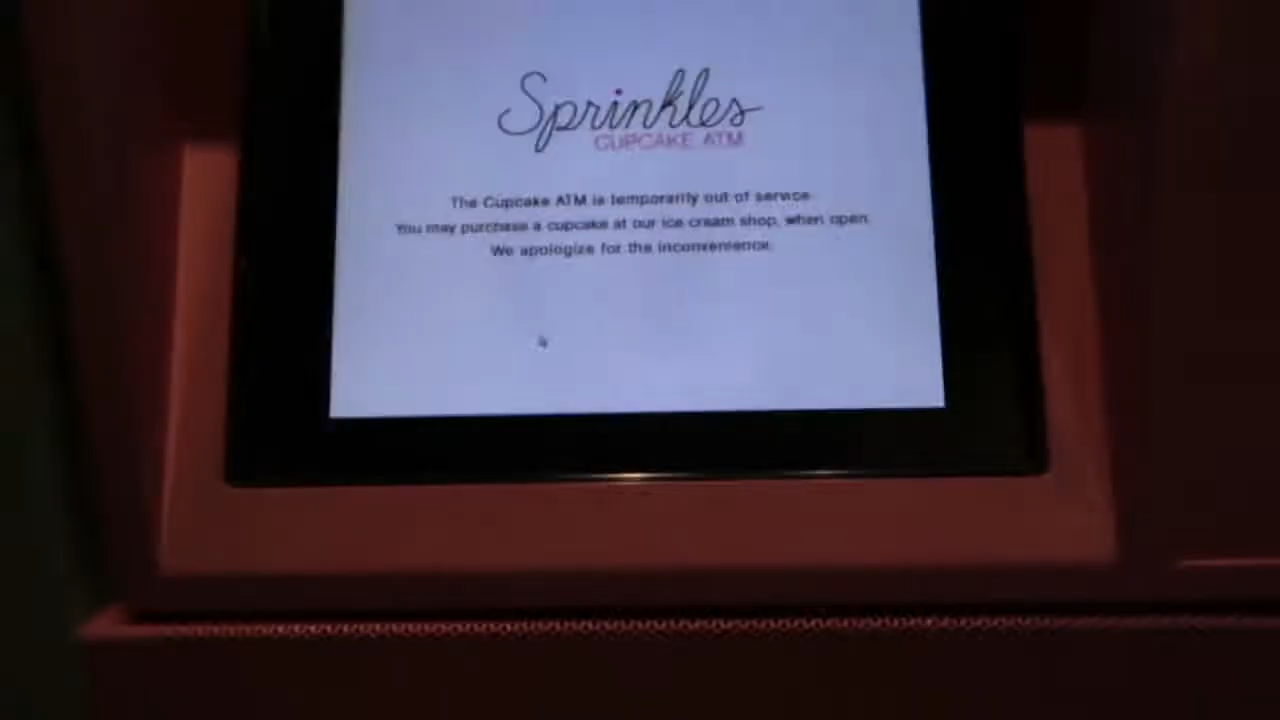 Sprinkles
CUPCAKE ATM
The Cupcake ATM is temporarily out of service.
You may purchase a cupcake at our ice cream shop, when open.
We apologize for the inconvenience.